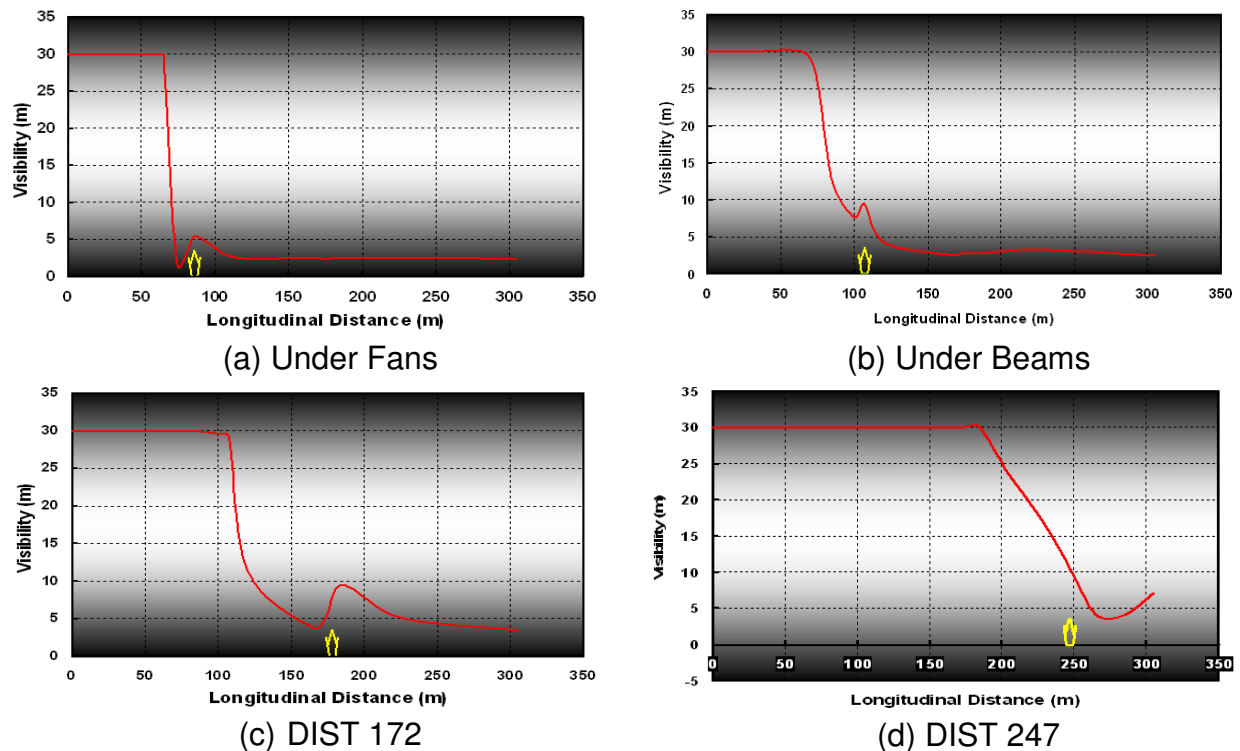 35
30
25
20
15
10
5
0
Visibility (m)
0 50 100 150 200 250 300 350
Longitudinal Distance (m)
(a) Under Fans
35
30
25
20
15
10
5
0
Visibility (m)
0 50 100 150 200 250 300 350
Longitudinal Distance (m)
(b) Under Beams
35
30
25
20
15
10
5
0
Visibility (m)
0 50 100 150 200 250 300 350
Longitudinal Distance (m)
(c) DIST 172
35
30
25
20
15
10
5
0
-5
Visibility (m)
0 50 100 150 200 250 300 350
Longitudinal Distance (m)
(d) DIST 247